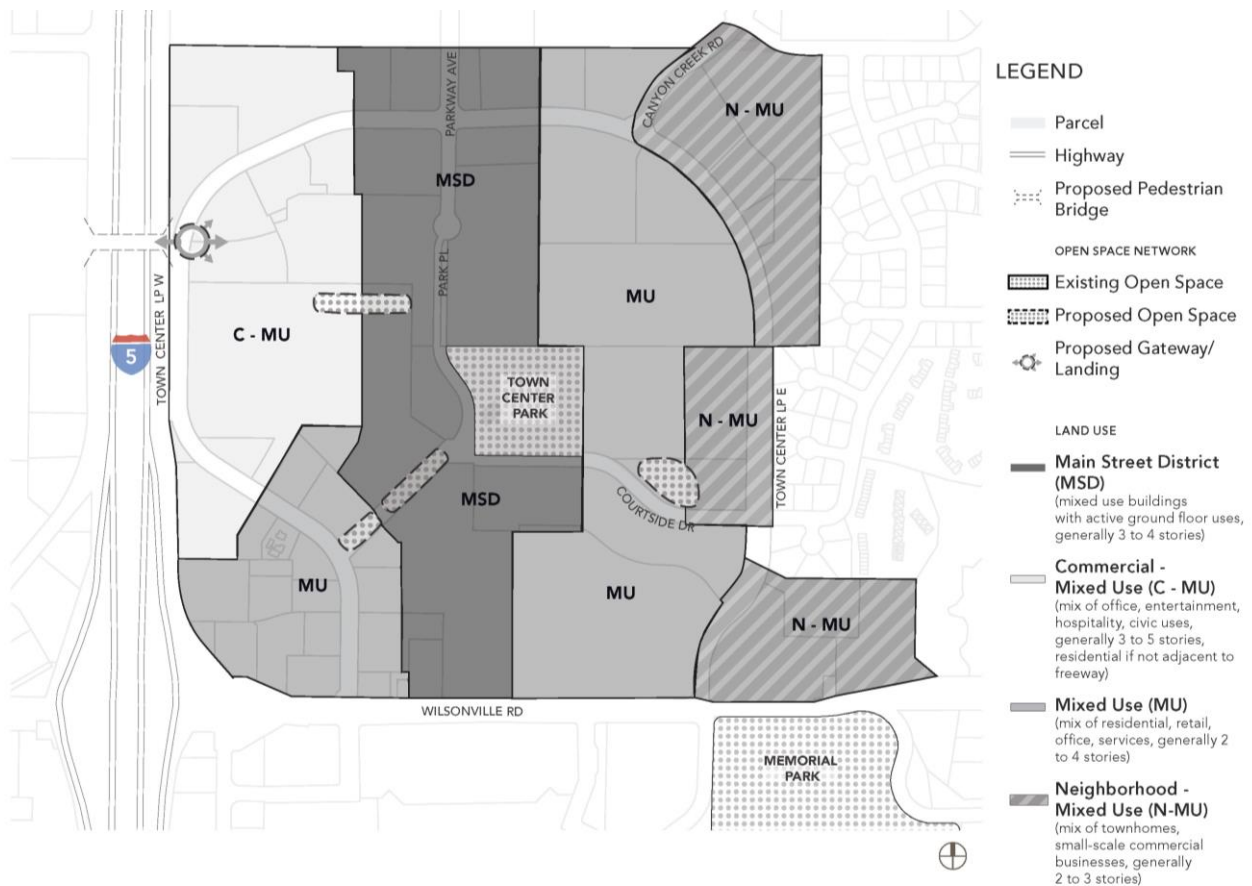 CANYON CREEK RD
PARKWAY AVE
N - MU
MSD
PARK PL
TOWN CENTER LP W
MU
C - MU
5
TOWN
CENTER
PARK
N - MU
TOWN CENTER LP E
MSD
COURTSIDE DR
MU
MU
N - MU
WILSONVILLE RD
MEMORIAL
PARK
LEGEND
Parcel
Highway
Proposed Pedestrian
Bridge
OPEN SPACE NETWORK
Existing Open Space
Proposed Open Space
Proposed Gateway/
Landing
LAND USE
Main Street District
(MSD)
(mixed use buildings
with active ground floor uses,
generally 3 to 4 stories)
Commercial -
Mixed Use (C - MU)
(mix of office, entertainment,
hospitality, civic uses,
generally 3 to 5 stories,
residential if not adjacent to
freeway)
Mixed Use (MU)
(mix of residential, retail,
office, services, generally 2
to 4 stories)
Neighborhood -
Mixed Use (N-MU)
(mix of townhomes,
small-scale commercial
businesses, generally
2 to 3 stories)